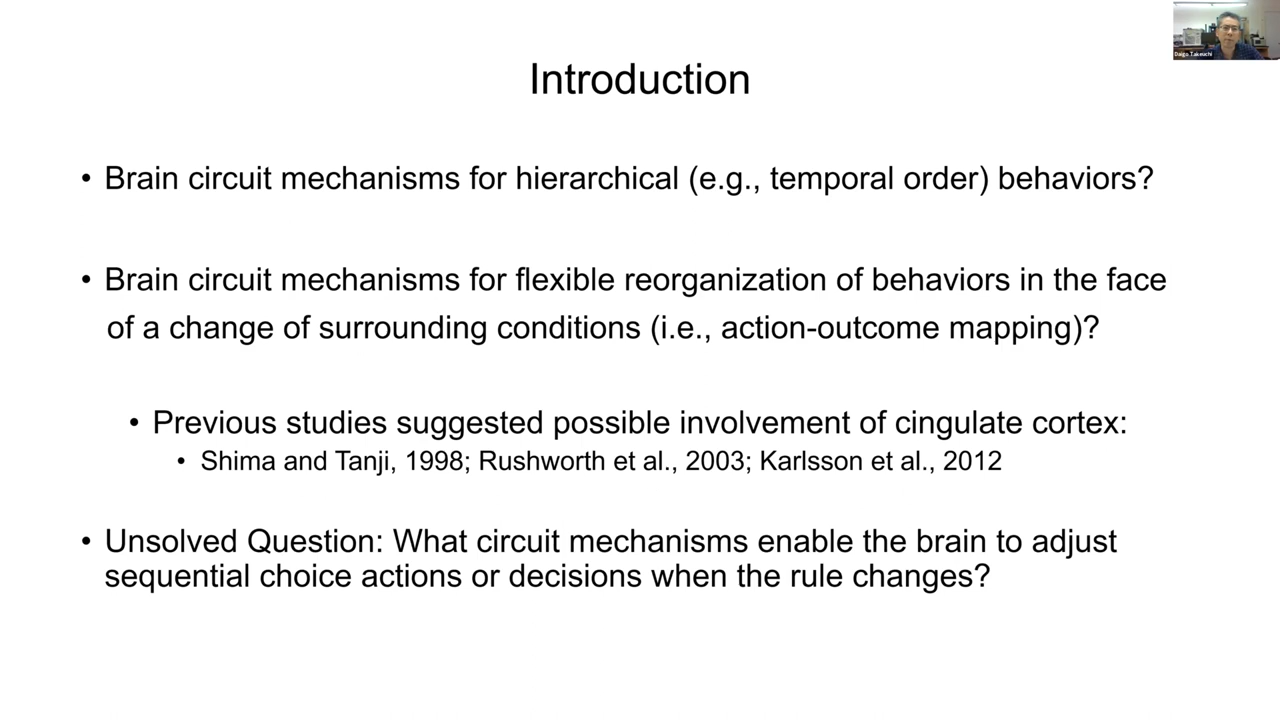 Daigo Takeuchi
Introduction
• Brain circuit mechanisms for hierarchical (e.g., temporal order) behaviors?
• Brain circuit mechanisms for flexible reorganization of behaviors in the face
of a change of surrounding conditions (i.e., action-outcome mapping)?
• Previous studies suggested possible involvement of cingulate cortex:
• Shima and Tanji, 1998; Rushworth et al., 2003; Karlsson et al., 2012
• Unsolved Question: What circuit mechanisms enable the brain to adjust
sequential choice actions or decisions when the rule changes?